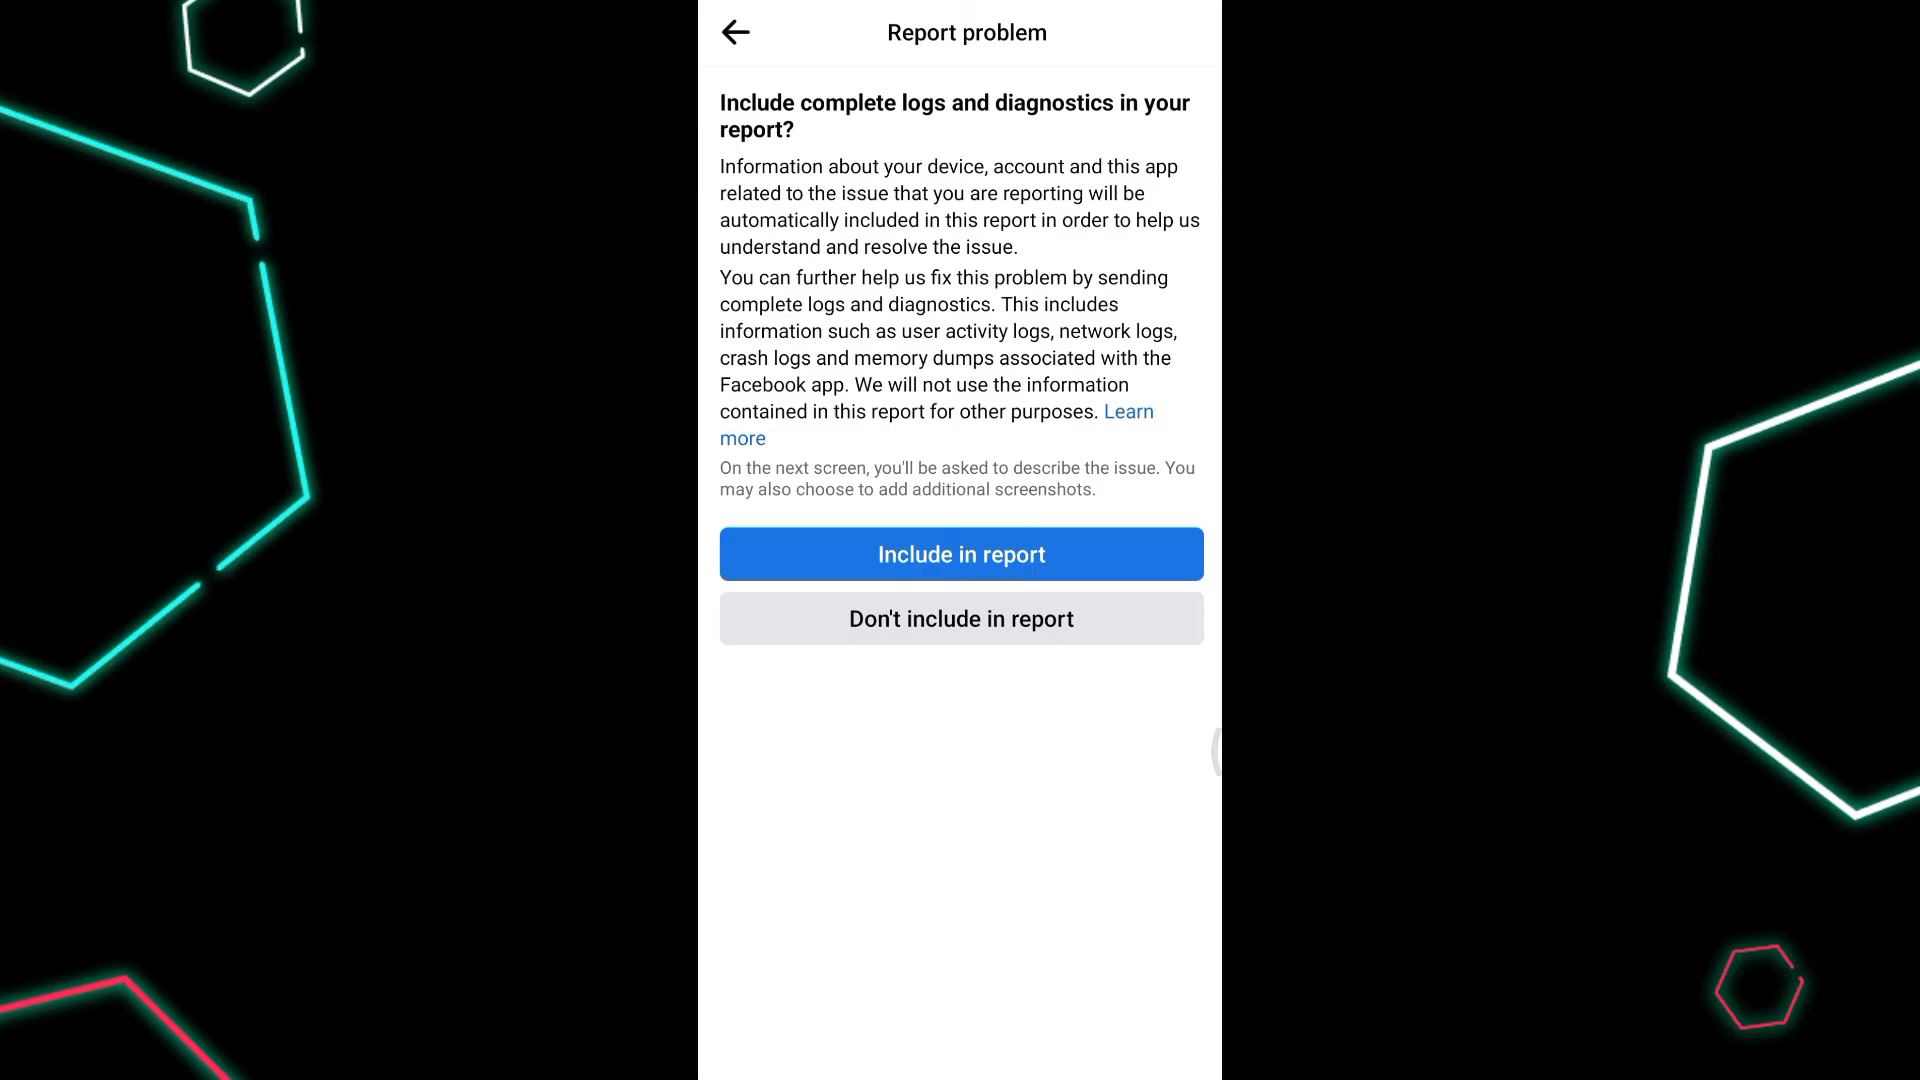 Report problem
Include complete logs and diagnostics in your
report?
Information about your device, account and this app
related to the issue that you are reporting will be
automatically included in this report in order to help us
understand and resolve the issue.
You can further help us fix this problem by sending
complete logs and diagnostics. This includes
information such as user activity logs, network logs,
crash logs and memory dumps associated with the
Facebook app. We will not use the information
contained in this report for other purposes. Learn
more
On the next screen, you'll be asked to describe the issue. You
may also choose to add additional screenshots.
Include in report
Don't include in report